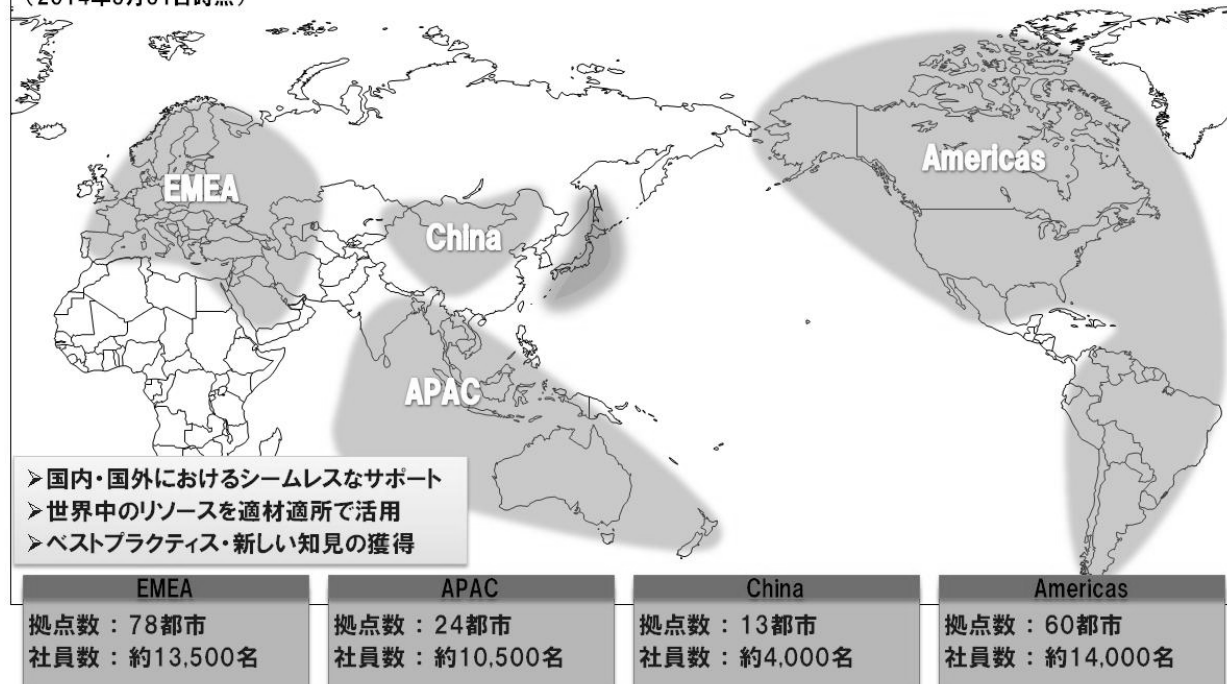 EMEA
China
Americas
APAC
➢国内・国外におけるシームレスなサポート
➢世界中のリソースを適材適所で活用
➢ベストプラクティス・新しい知見の獲得
EMEA
拠点数 : 78都市
社員数 : 約13,500名
APAC
拠点数 : 24都市
社員数 : 約10,500名
China
拠点数 : 13都市
社員数 : 約4,000名
Americas
拠点数 : 60都市
社員数 : 約14,000名